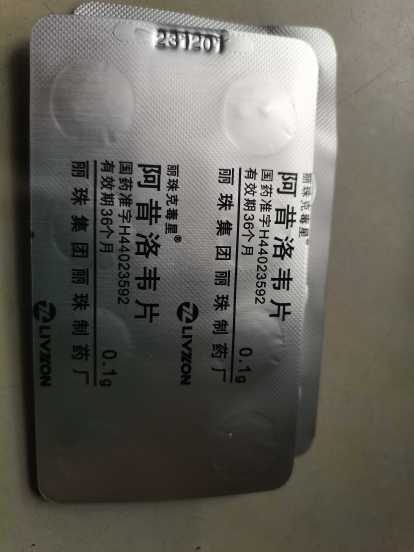 231201
丽珠克毒星®
阿昔洛韦片
国药准字H44023592 0.1g
有效期36个月
丽珠集团丽珠制药厂
LIVZON
丽珠克毒星®
阿昔洛韦片
国药准字H44023592 0.1g
有效期36个月
丽珠集团丽珠制药厂
LIVZON